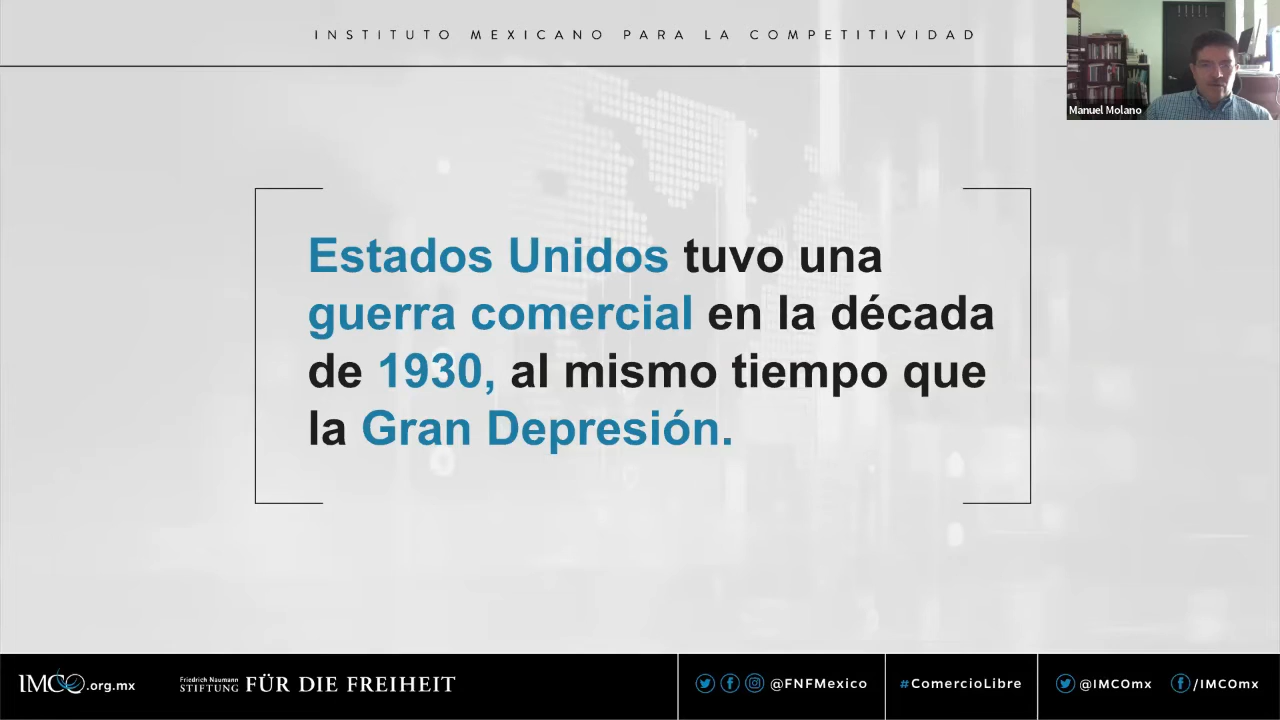 INSTITUTO MEXICANO PARA LA COMPETITIVIDAD
Manuel Molano
Estados Unidos tuvo una
guerra comercial en la década
de 1930, al mismo tiempo que
la Gran Depresión.
IMCO.org.mx
Friedrich Naumann
STIFTUNG FÜR DIE FREIHEIT
@FNFMexico
#ComercioLibre
@IMCOmx
/IMCOmx